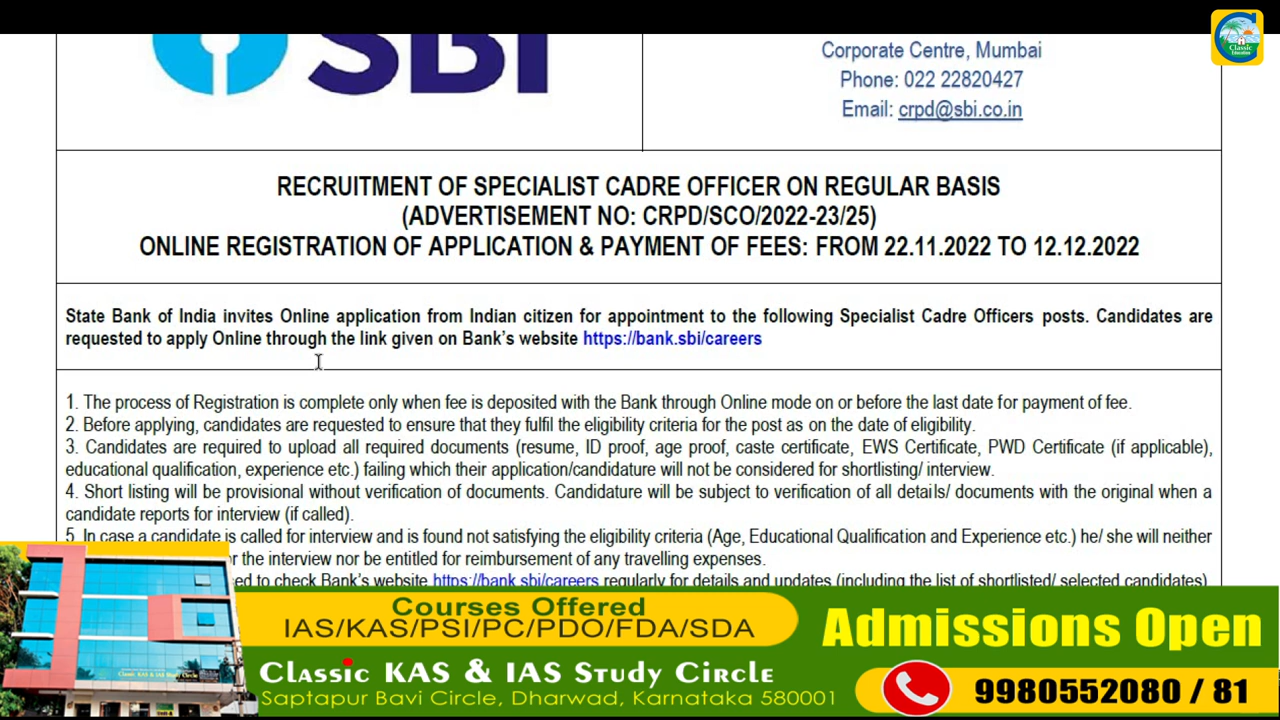 SBI
Corporate Centre, Mumbai
Phone: 022 22820427
Email: crpd@sbi.co.in
Classic
Education
RECRUITMENT OF SPECIALIST CADRE OFFICER ON REGULAR BASIS
(ADVERTISEMENT NO: CRPD/SCO/2022-23/25)
ONLINE REGISTRATION OF APPLICATION & PAYMENT OF FEES: FROM 22.11.2022 TO 12.12.2022
State Bank of India invites Online application from Indian citizen for appointment to the following Specialist Cadre Officers posts. Candidates are
requested to apply Online through the link given on Bank's website https://bank.sbi/careers
1. The process of Registration is complete only when fee is deposited with the Bank through Online mode on or before the last date for payment of fee.
2. Before applying, candidates are requested to ensure that they fulfil the eligibility criteria for the post as on the date of eligibility.
3. Candidates are required to upload all required documents (resume, ID proof, age proof, caste certificate, EWS Certificate, PWD Certificate (if applicable),
educational qualification, experience etc.) failing which their application/candidature will not be considered for shortlisting/ interview.
4. Short listing will be provisional without verification of documents. Candidature will be subject to verification of all details/ documents with the original when a
candidate reports for interview (if called).
5. In case a candidate is called for interview and is found not satisfying the eligibility criteria (Age, Educational Qualification and Experience etc.) he/ she will neither
the interview nor be entitled for reimbursement of any travelling expenses.
to check Bank's website https://bank.sbi/careers regularly for details and updates (including the list of shortlisted/ selected candidates).
Courses Offered
IAS/KAS/PSI/PC/PDO/FDA/SDA
Classic KAS & IAS Study Circle
Saptapur Bavi Circle, Dharwad, Karnataka 580001
Admissions Open
9980552080 / 81